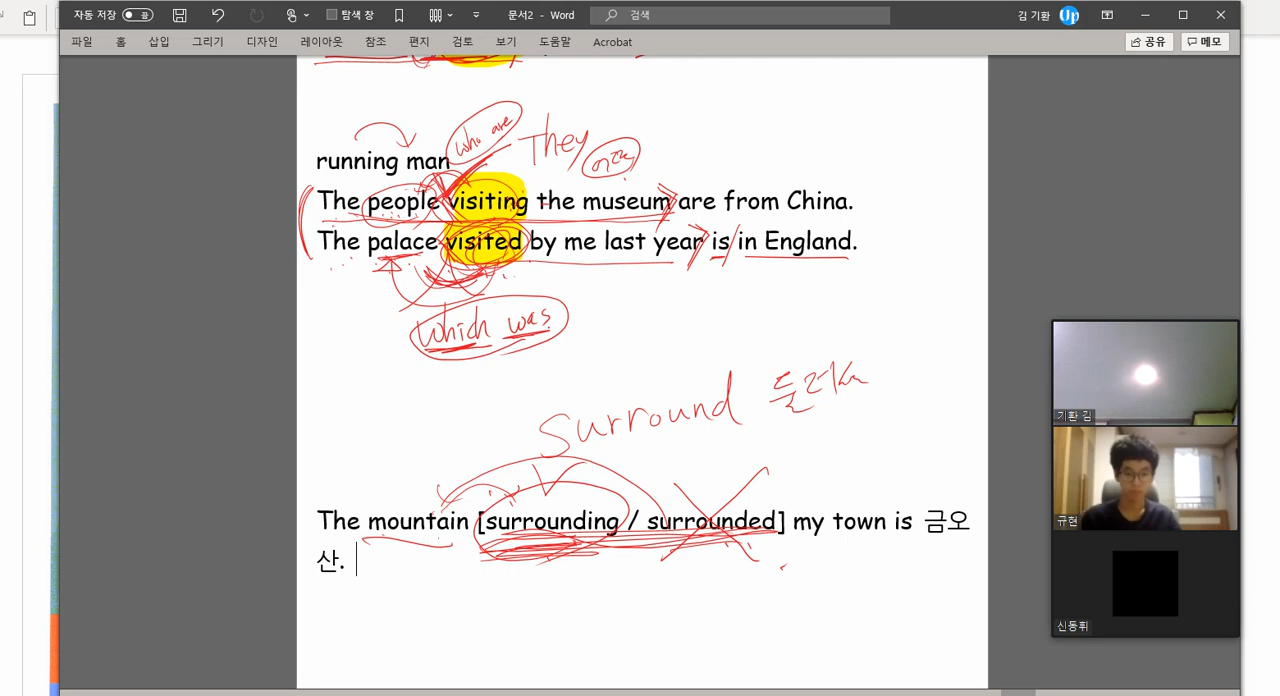 자동 저장 끔 탐색 창 문서2 - Word 검색 김 기환
파일 홈 삽입 그리기 디자인 레이아웃 참조 편지 검토 보기 도움말 Acrobat 공유 메모
who are They
running man
The people visiting the museum are from China.
The palace visited by me last year is in England.
which was
surround
The mountain [surrounding / surrounded] my town is 금오
산.
기환 김
규현
신동휘